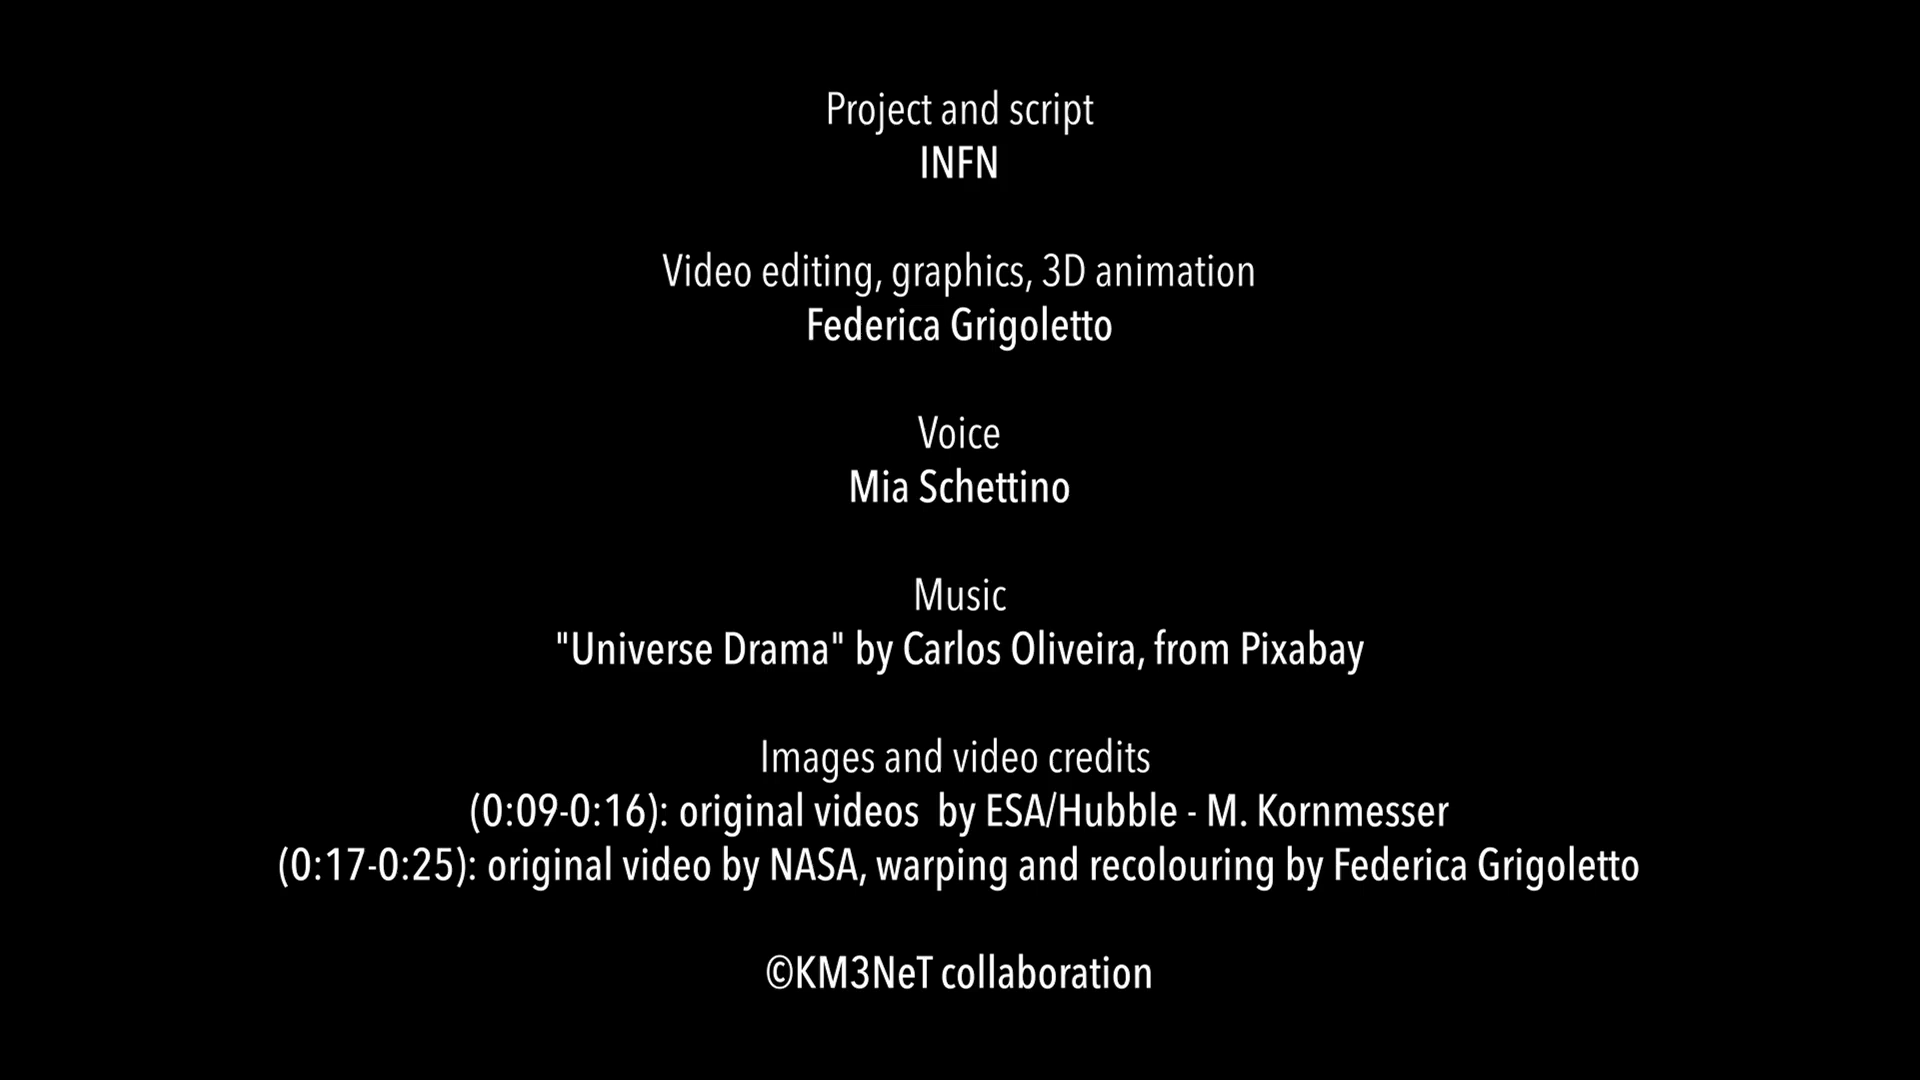 Project and script
INFN
Video editing, graphics, 3D animation
Federica Grigoletto
Voice
Mia Schettino
Music
"Universe Drama" by Carlos Oliveira, from Pixabay
Images and video credits
(0:09-0:16): original videos  by ESA/Hubble - M. Kornmesser
(0:17-0:25): original video by NASA, warping and recolouring by Federica Grigoletto
©KM3NeT collaboration